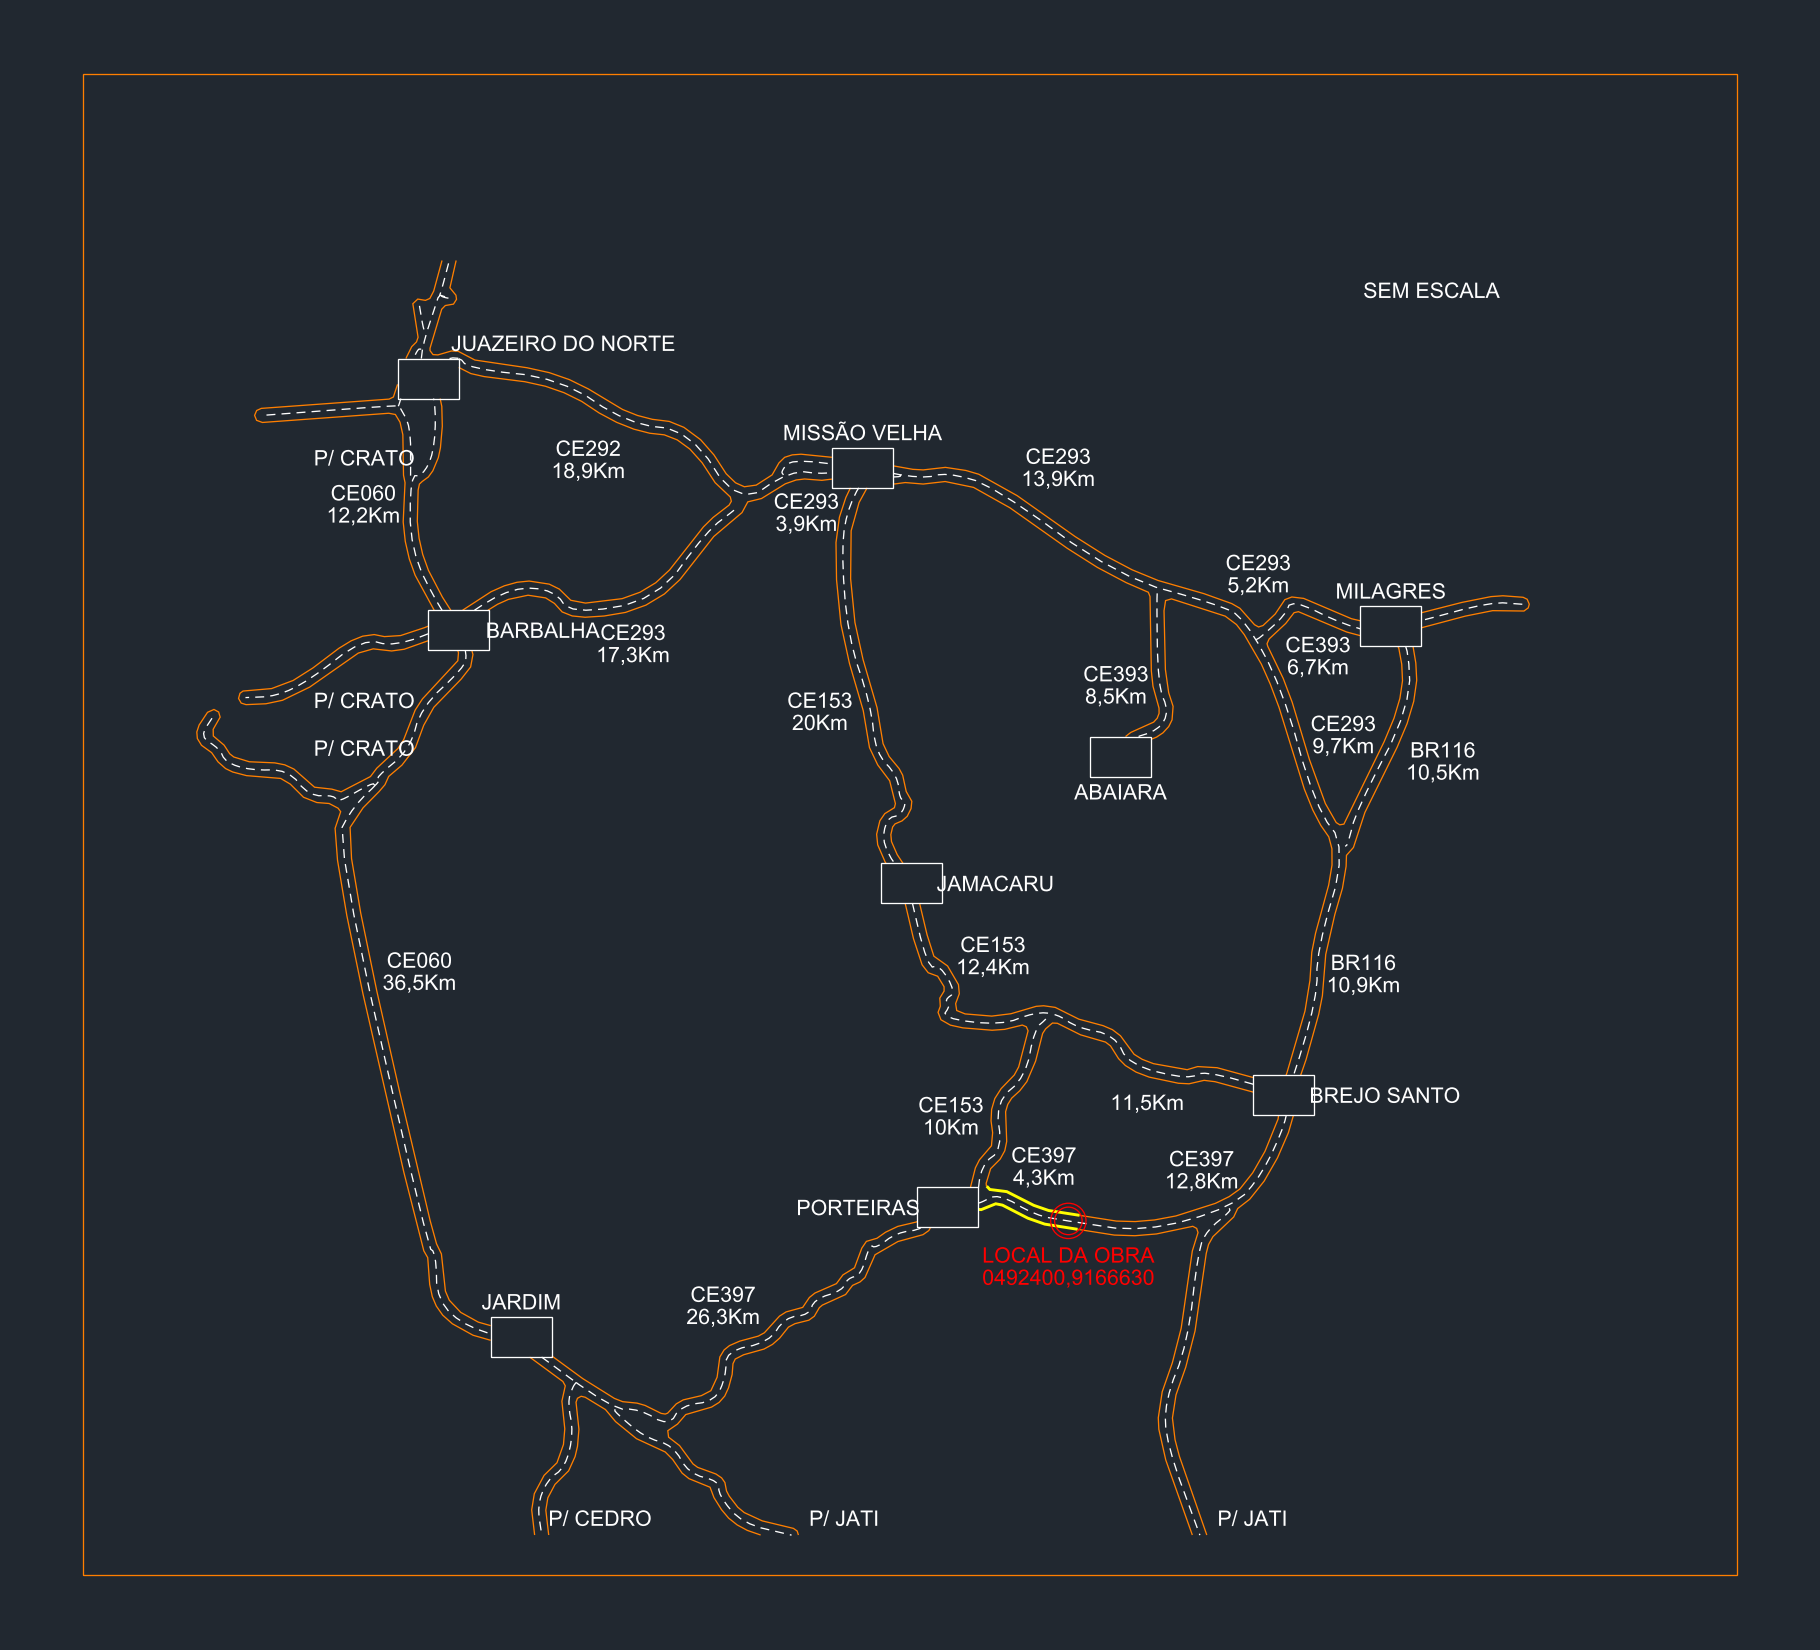 SEM ESCALA
JUAZEIRO DO NORTE
MISSÃO VELHA
CE292
18,9Km
P/ CRATO
CE293
13,9Km
CE060
12,2Km
CE293
3,9Km
CE293
5,2Km
MILAGRES
BARBALHA
CE293
17,3Km
CE393
6,7Km
CE393
8,5Km
P/ CRATO
CE153
20Km
CE293
9,7Km
P/ CRATO
BR116
10,5Km
ABAIARA
JAMACARU
CE153
12,4Km
CE060
36,5Km
BR116
10,9Km
BREJO SANTO
CE153
10Km
11,5Km
CE397
4,3Km
CE397
12,8Km
PORTEIRAS
LOCAL DA OBRA
0492400,9166630
CE397
26,3Km
JARDIM
P/ CEDRO
P/ JATI
P/ JATI